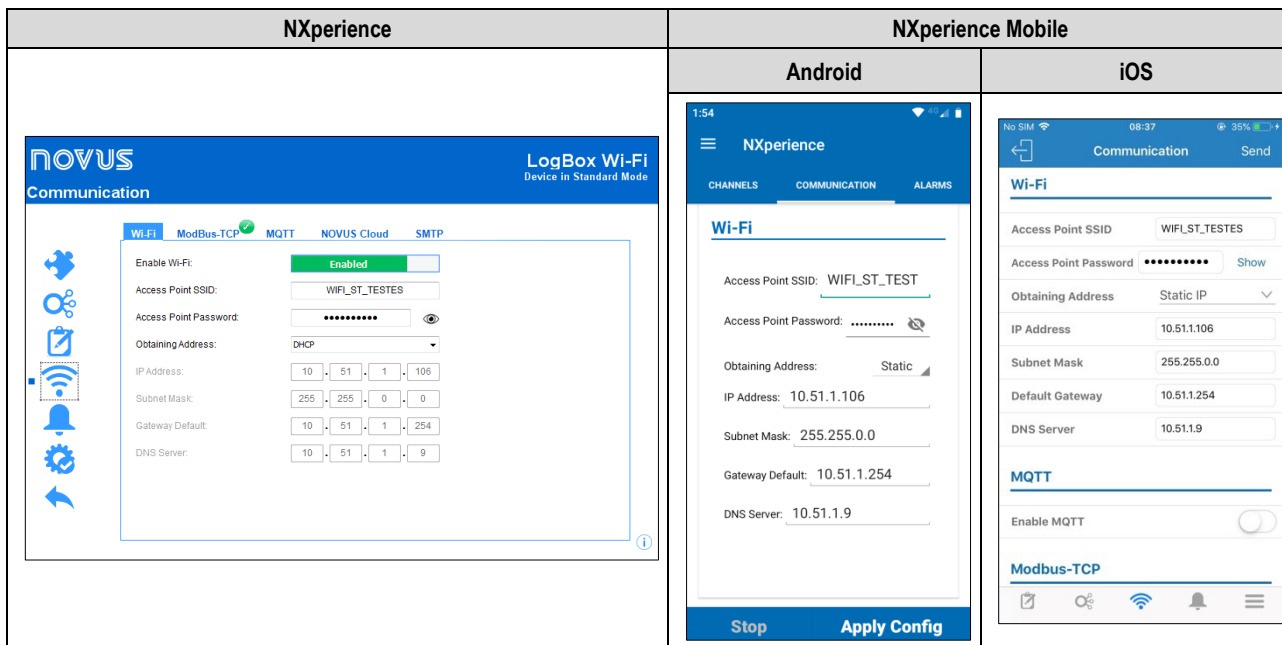 NXperience
NXperience Mobile
Android
iOS
novus
LogBox Wi-Fi
Device in Standard Mode
Communication
Wi-Fi ModBus-TCP MQTT NOVUS Cloud SMTP
Enable Wi-Fi: Enabled
Access Point SSID: WIFI_ST_TESTES
Access Point Password: ••••••••••
Obtaining Address: DHCP
IP Address: 10 . 51 . 1 . 106
Subnet Mask: 255 . 255 . 0 . 0
Gateway Default: 10 . 51 . 1 . 254
DNS Server: 10 . 51 . 1 . 9
1:54 4G
NXperience
CHANNELS COMMUNICATION ALARMS
Wi-Fi
Access Point SSID: WIFI_ST_TEST
Access Point Password: ••••••••••
Obtaining Address: Static
IP Address: 10.51.1.106
Subnet Mask: 255.255.0.0
Gateway Default: 10.51.1.254
DNS Server: 10.51.1.9
Stop Apply Config
No SIM 08:37 35%
Communication Send
Wi-Fi
Access Point SSID WIFI_ST_TESTES
Access Point Password •••••••••• Show
Obtaining Address Static IP
IP Address 10.51.1.106
Subnet Mask 255.255.0.0
Default Gateway 10.51.1.254
DNS Server 10.51.1.9
MQTT
Enable MQTT
Modbus-TCP